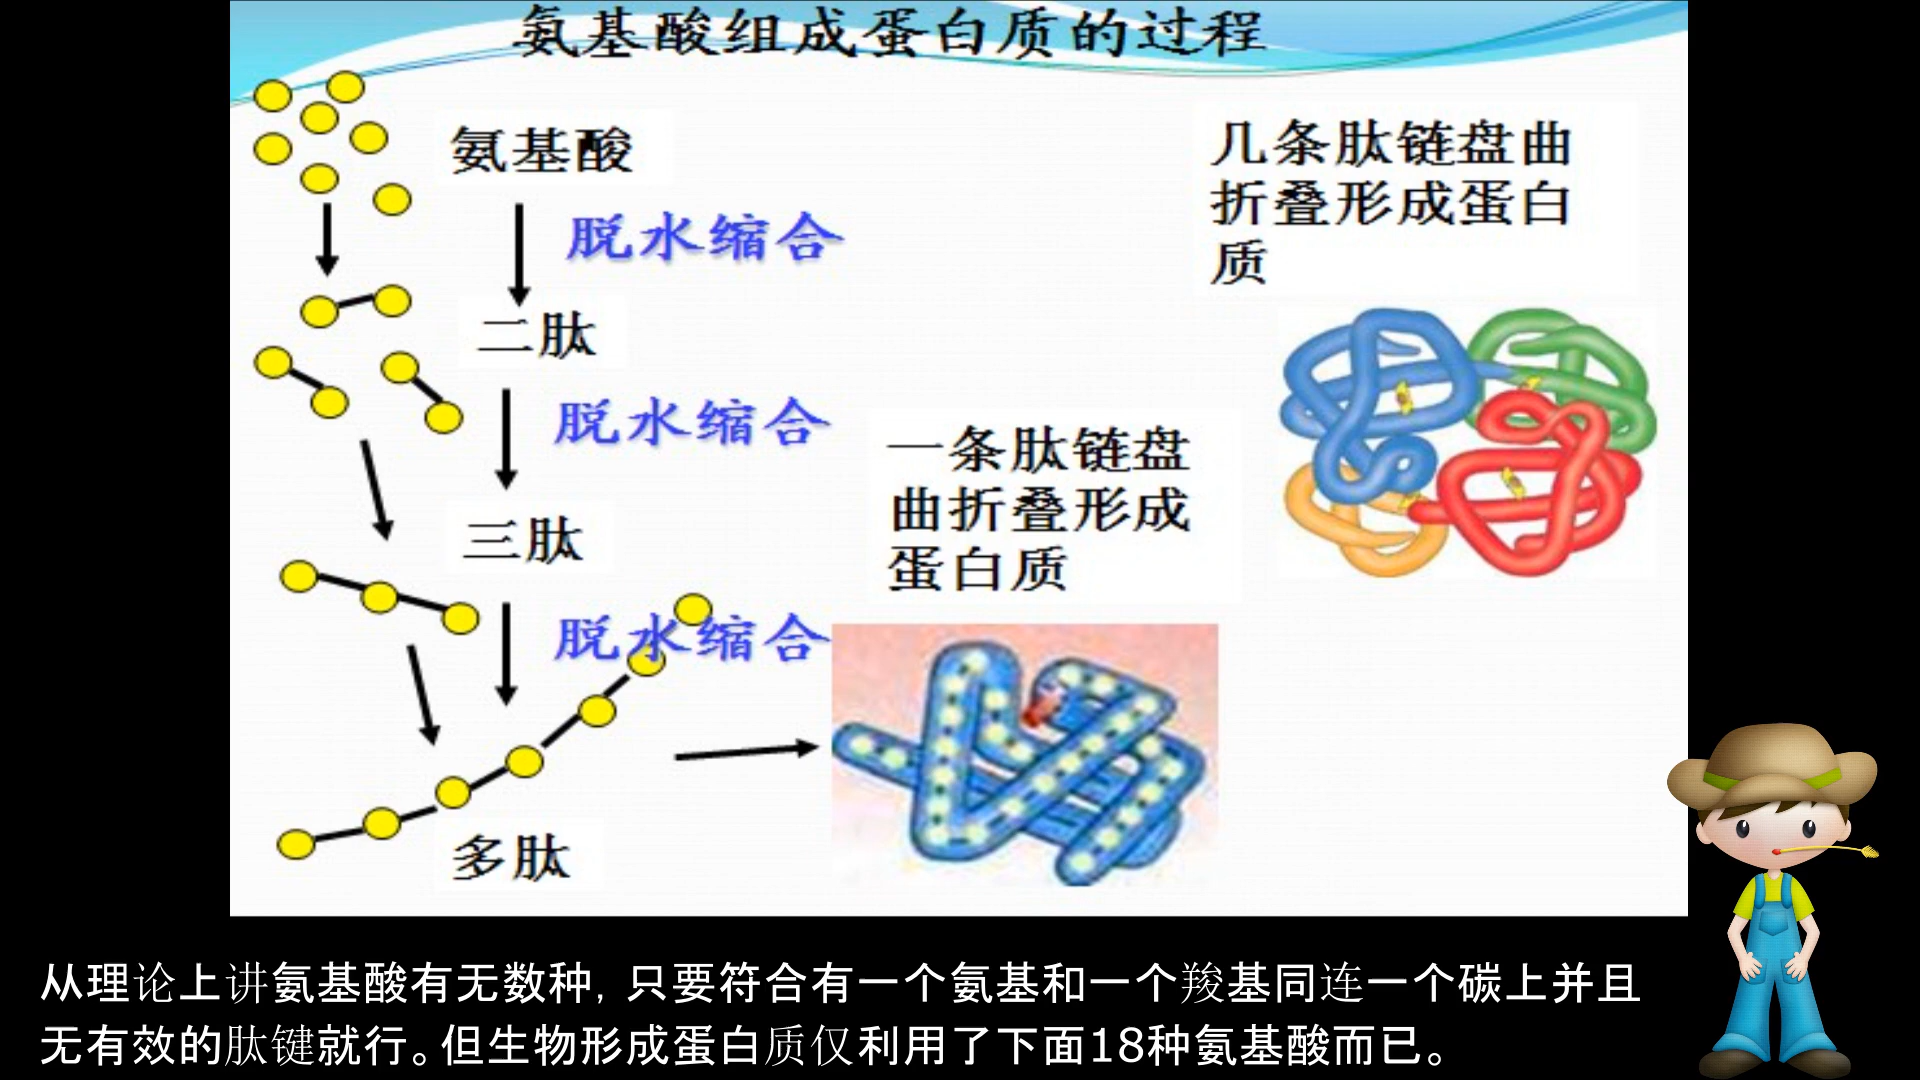 氨基酸组成蛋白质的过程
氨基酸
脱水缩合
二肽
脱水缩合
三肽
脱水缩合
多肽
一条肽链盘
曲折叠形成
蛋白质
几条肽链盘曲
折叠形成蛋白
质
从理论上讲氨基酸有无数种，只要符合有一个氨基和一个羧基同连一个碳上并且
无有效的肽键就行。但生物形成蛋白质仅利用了下面18种氨基酸而已。